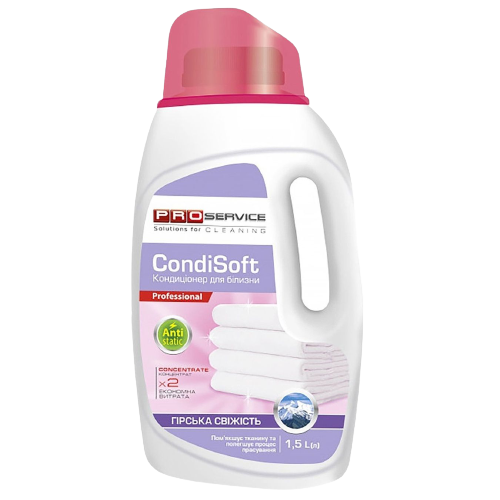 PRO SERVICE
Solutions for CLEANING
CondiSoft
Кондиціонер для білизни
Professional
Anti
static
CONCENTRATE
КОНЦЕНТРАТ
x2
ЕКОНОМНА
ВИТРАТА
ГІРСЬКА СВІЖІСТЬ
Пом'якшує тканину та
полегшує процес
прасування
1,5 L(л)